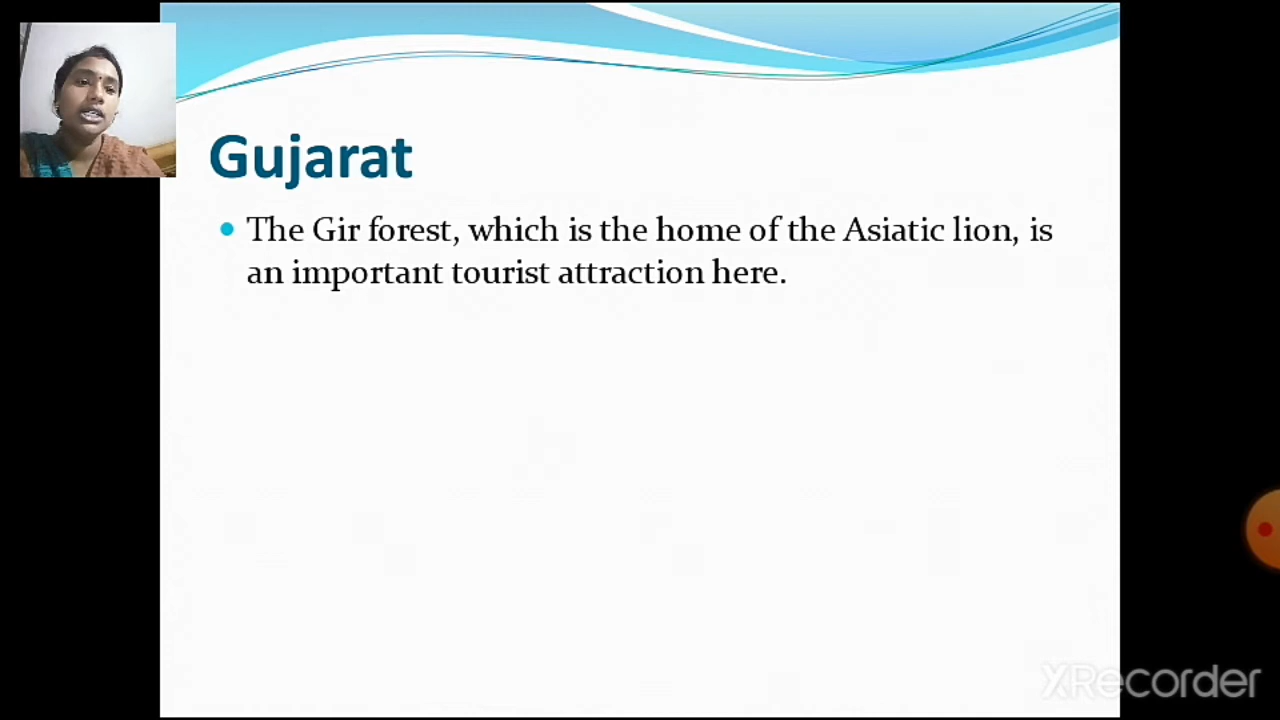 Gujarat
The Gir forest, which is the home of the Asiatic lion, is
an important tourist attraction here.
XRecorder